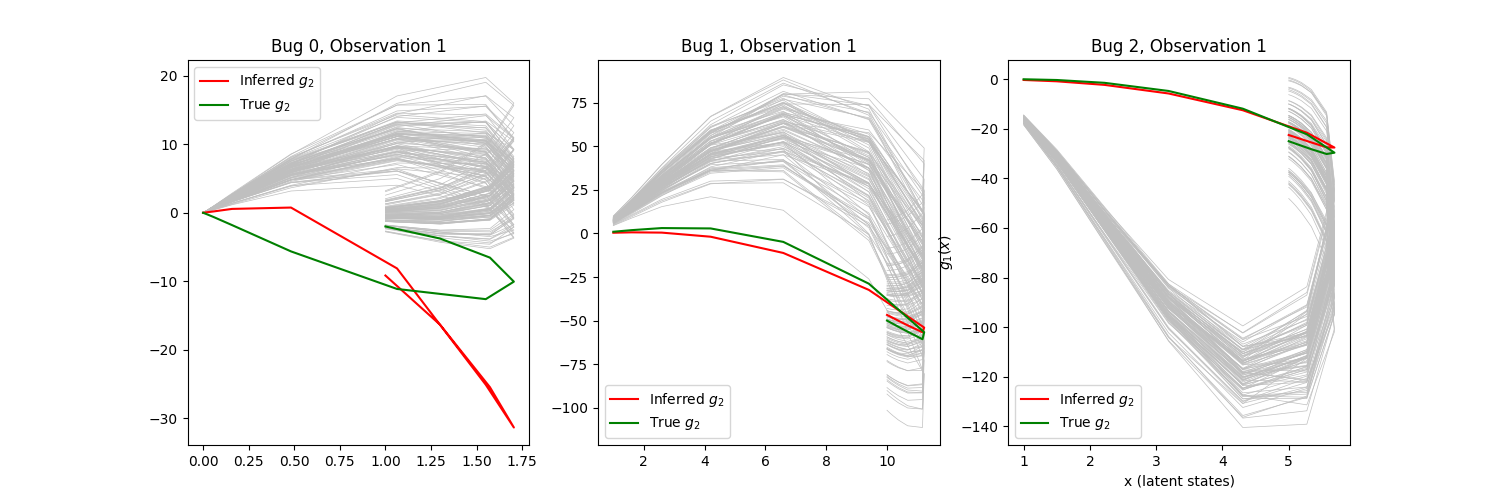 Bug 0, Observation 1
Inferred g₂
True g₂
20
10
0
−10
−20
−30
0.00 0.25 0.50 0.75 1.00 1.25 1.50 1.75
Bug 1, Observation 1
75
50
25
0
−25
−50
−75
−100
Inferred g₂
True g₂
2 4 6 8 10
Bug 2, Observation 1
g₁(x)
0
−20
−40
−60
−80
−100
−120
−140
Inferred g₂
True g₂
1 2 3 4 5
x (latent states)